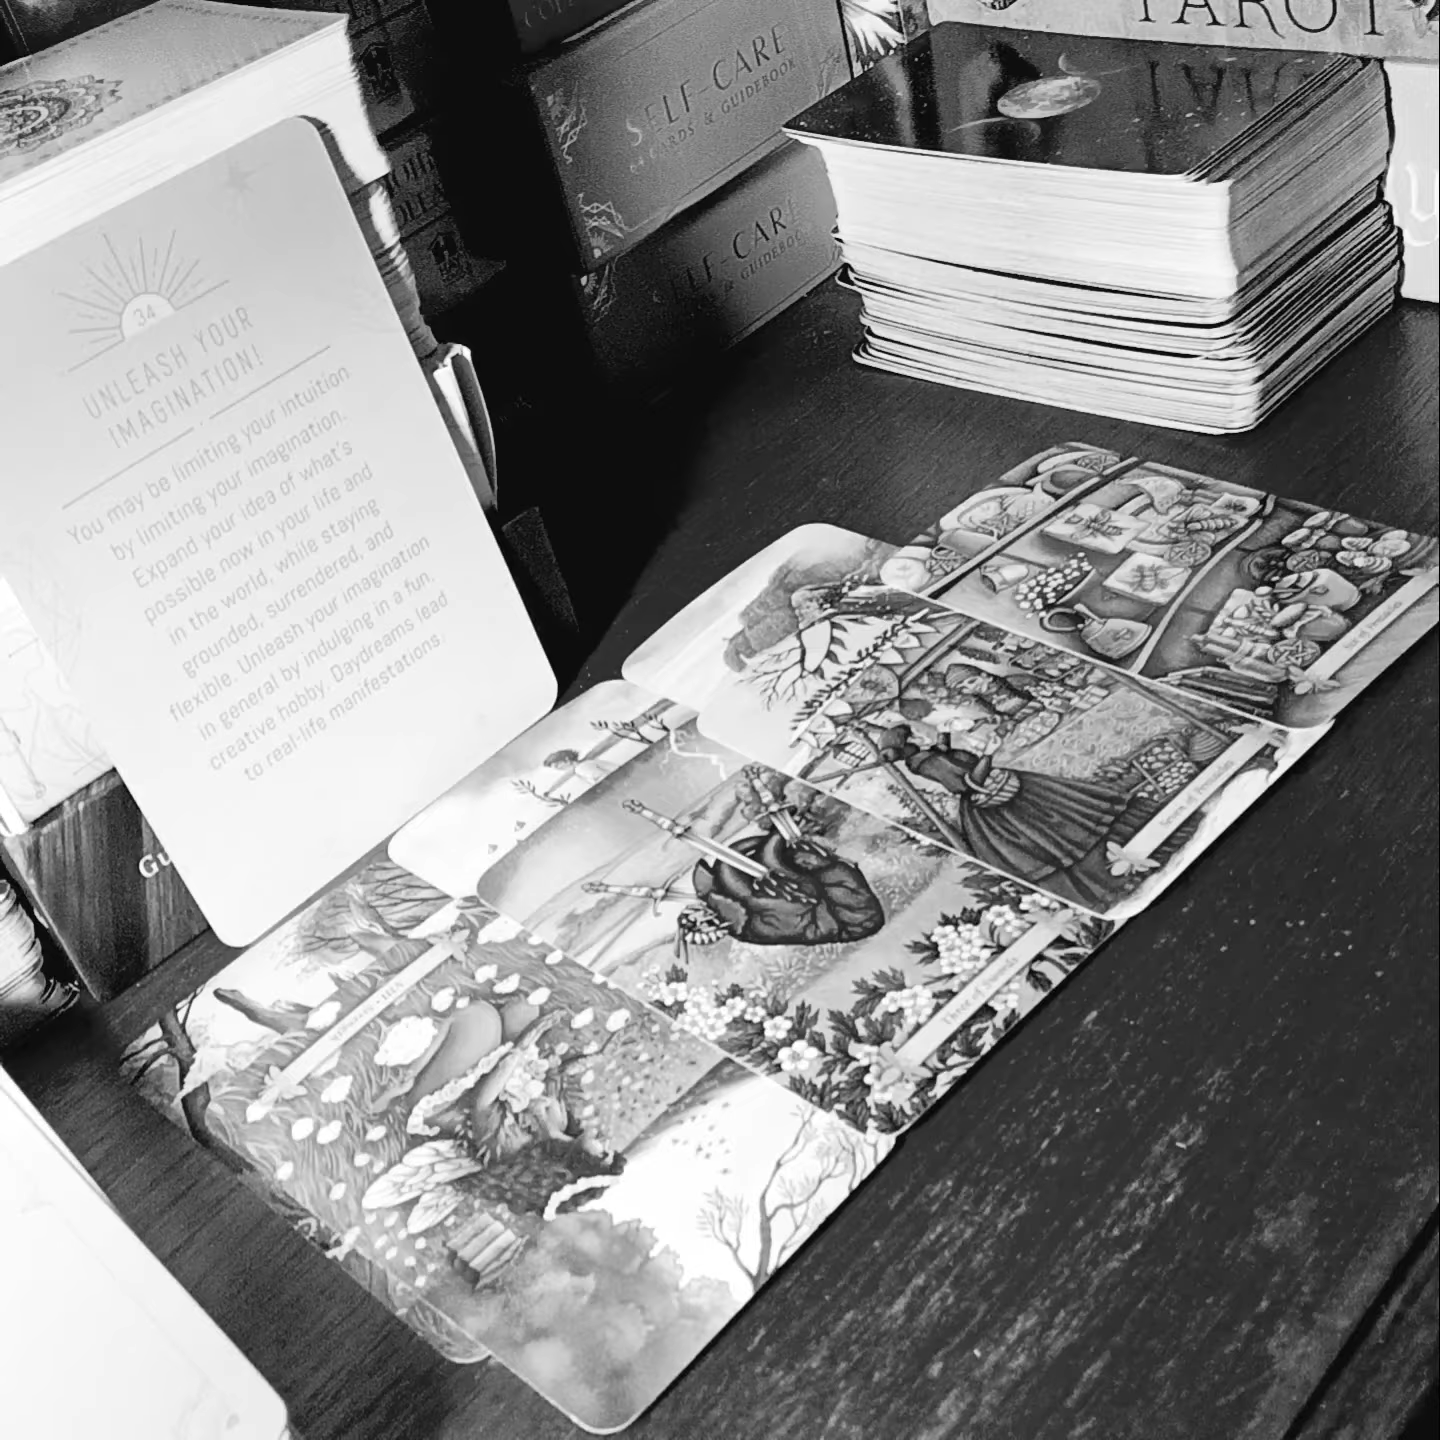 TAROT
SELF-CARE
64 CARDS & GUIDEBOOK
SELF-CARE
& GUIDEBOOK
34
UNLEASH YOUR
IMAGINATION!
You may be limiting your intuition
by limiting your imagination.
Expand your idea of what's
possible now in your life and
in the world, while staying
grounded, surrendered, and
flexible. Unleash your imagination
in general by indulging in a fun,
creative hobby. Daydreams lead
to real-life manifestations.
Gu
Three of Swords